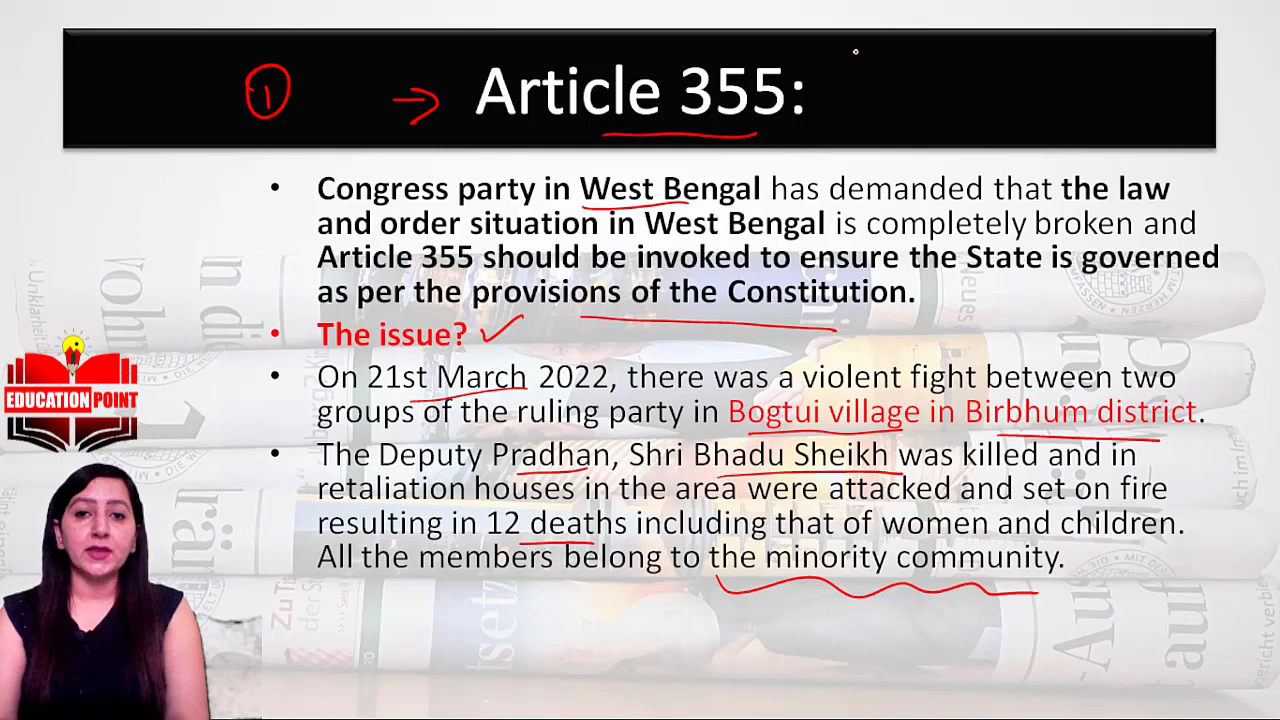 ① → Article 355:
• Congress party in West Bengal has demanded that the law
and order situation in West Bengal is completely broken and
Article 355 should be invoked to ensure the State is governed
as per the provisions of the Constitution.
• The issue?
• On 21st March 2022, there was a violent fight between two
groups of the ruling party in Bogtui village in Birbhum district.
• The Deputy Pradhan, Shri Bhadu Sheikh was killed and in
retaliation houses in the area were attacked and set on fire
resulting in 12 deaths including that of women and children.
All the members belong to the minority community.
EDUCATION POINT